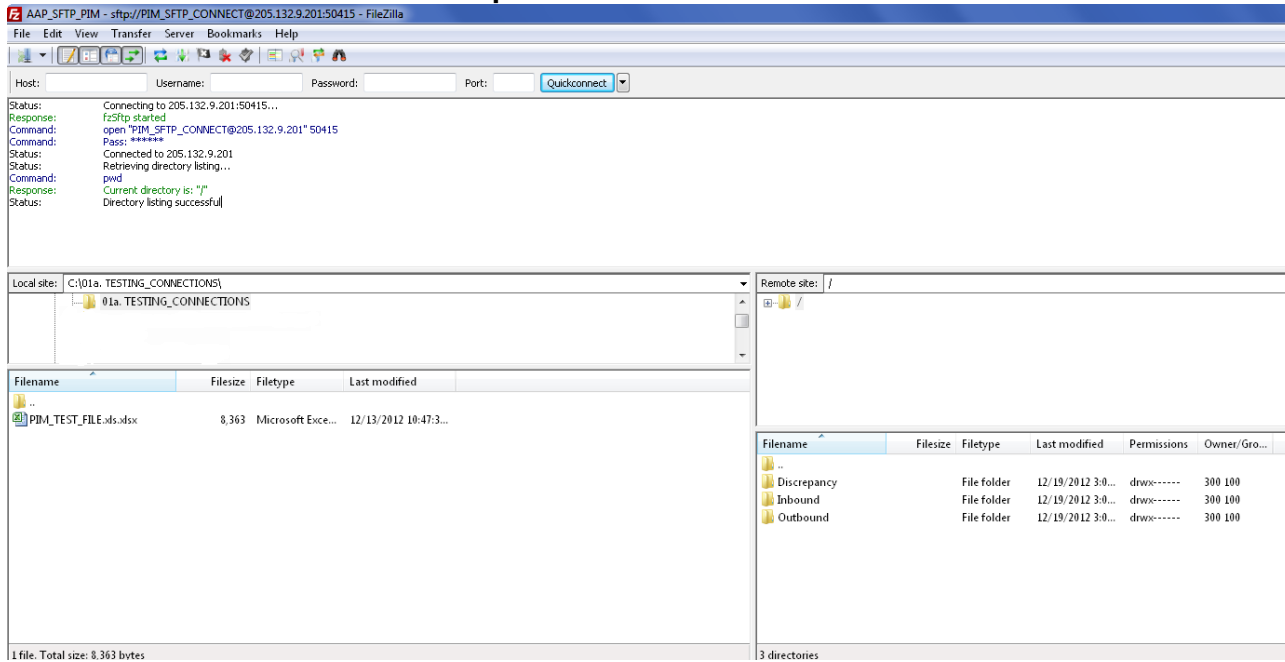 AAP_SFTP_PIM - sftp://PIM_SFTP_CONNECT@205.132.9.201:50415 - FileZilla
File Edit View Transfer Server Bookmarks Help
Host: Username: Password: Port: Quickconnect
Status: Connecting to 205.132.9.201:50415...
Response: fzSftp started
Command: open "PIM_SFTP_CONNECT@205.132.9.201" 50415
Command: Pass: ******
Status: Connected to 205.132.9.201
Status: Retrieving directory listing...
Command: pwd
Response: Current directory is: "/"
Status: Directory listing successful
Local site: C:\01a. TESTING_CONNECTIONS\
01a. TESTING_CONNECTIONS
Filename Filesize Filetype Last modified
..
PIM_TEST_FILE.xls.xlsx 8,363 Microsoft Exce... 12/13/2012 10:47:3...
1 file. Total size: 8,363 bytes
Remote site: /
/
Filename Filesize Filetype Last modified Permissions Owner/Gro...
..
Discrepancy File folder 12/19/2012 3:0... drwx------ 300 100
Inbound File folder 12/19/2012 3:0... drwx------ 300 100
Outbound File folder 12/19/2012 3:0... drwx------ 300 100
3 directories